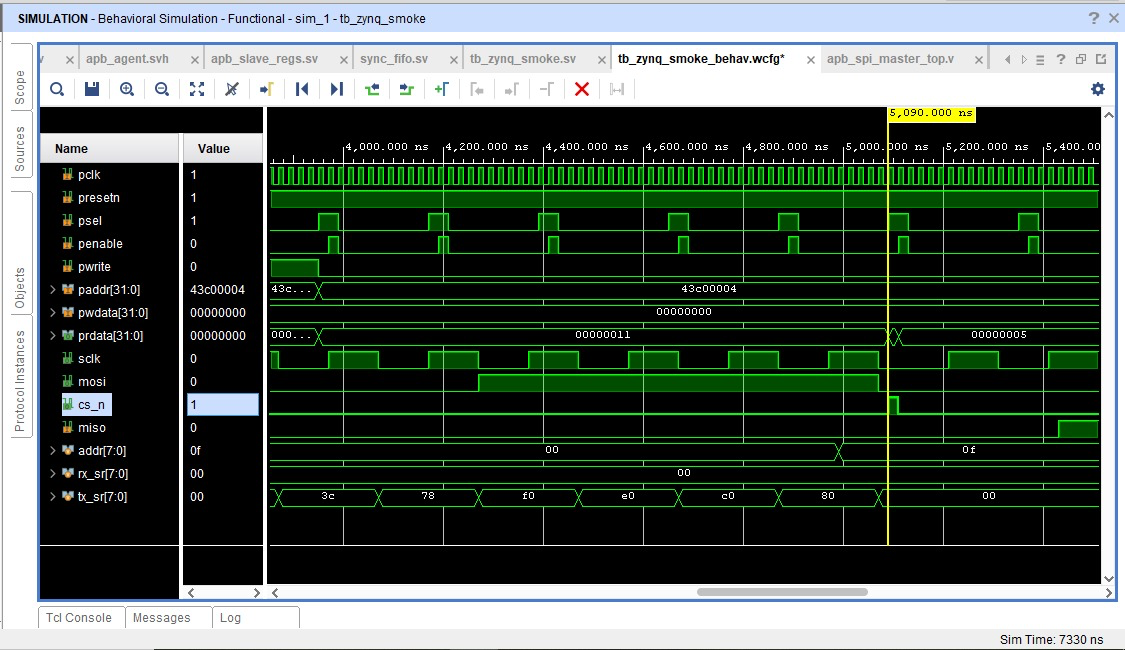 SIMULATION - Behavioral Simulation - Functional - sim_1 - tb_zynq_smoke
? ×
v × apb_agent.svh × apb_slave_regs.sv × sync_fifo.sv × tb_zynq_smoke.sv × tb_zynq_smoke_behav.wcfg* × apb_spi_master_top.v × ?
Scope
Sources
Objects
Protocol Instances
5,090.000 ns
Name Value 4,000.000 ns 4,200.000 ns 4,400.000 ns 4,600.000 ns 4,800.000 ns 5,000.000 ns 5,200.000 ns 5,400.00
pclk 1
presetn 1
psel 1
penable 0
pwrite 0
paddr[31:0] 43c00004 43c... 43c00004
pwdata[31:0] 00000000 00000000
prdata[31:0] 00000000 000... 00000011 00000005
sclk 0
mosi 0
cs_n 1
miso 0
addr[7:0] 0f 00 0f
rx_sr[7:0] 00 00
tx_sr[7:0] 00 3c 78 f0 e0 c0 80 00
Tcl Console Messages Log
Sim Time: 7330 ns